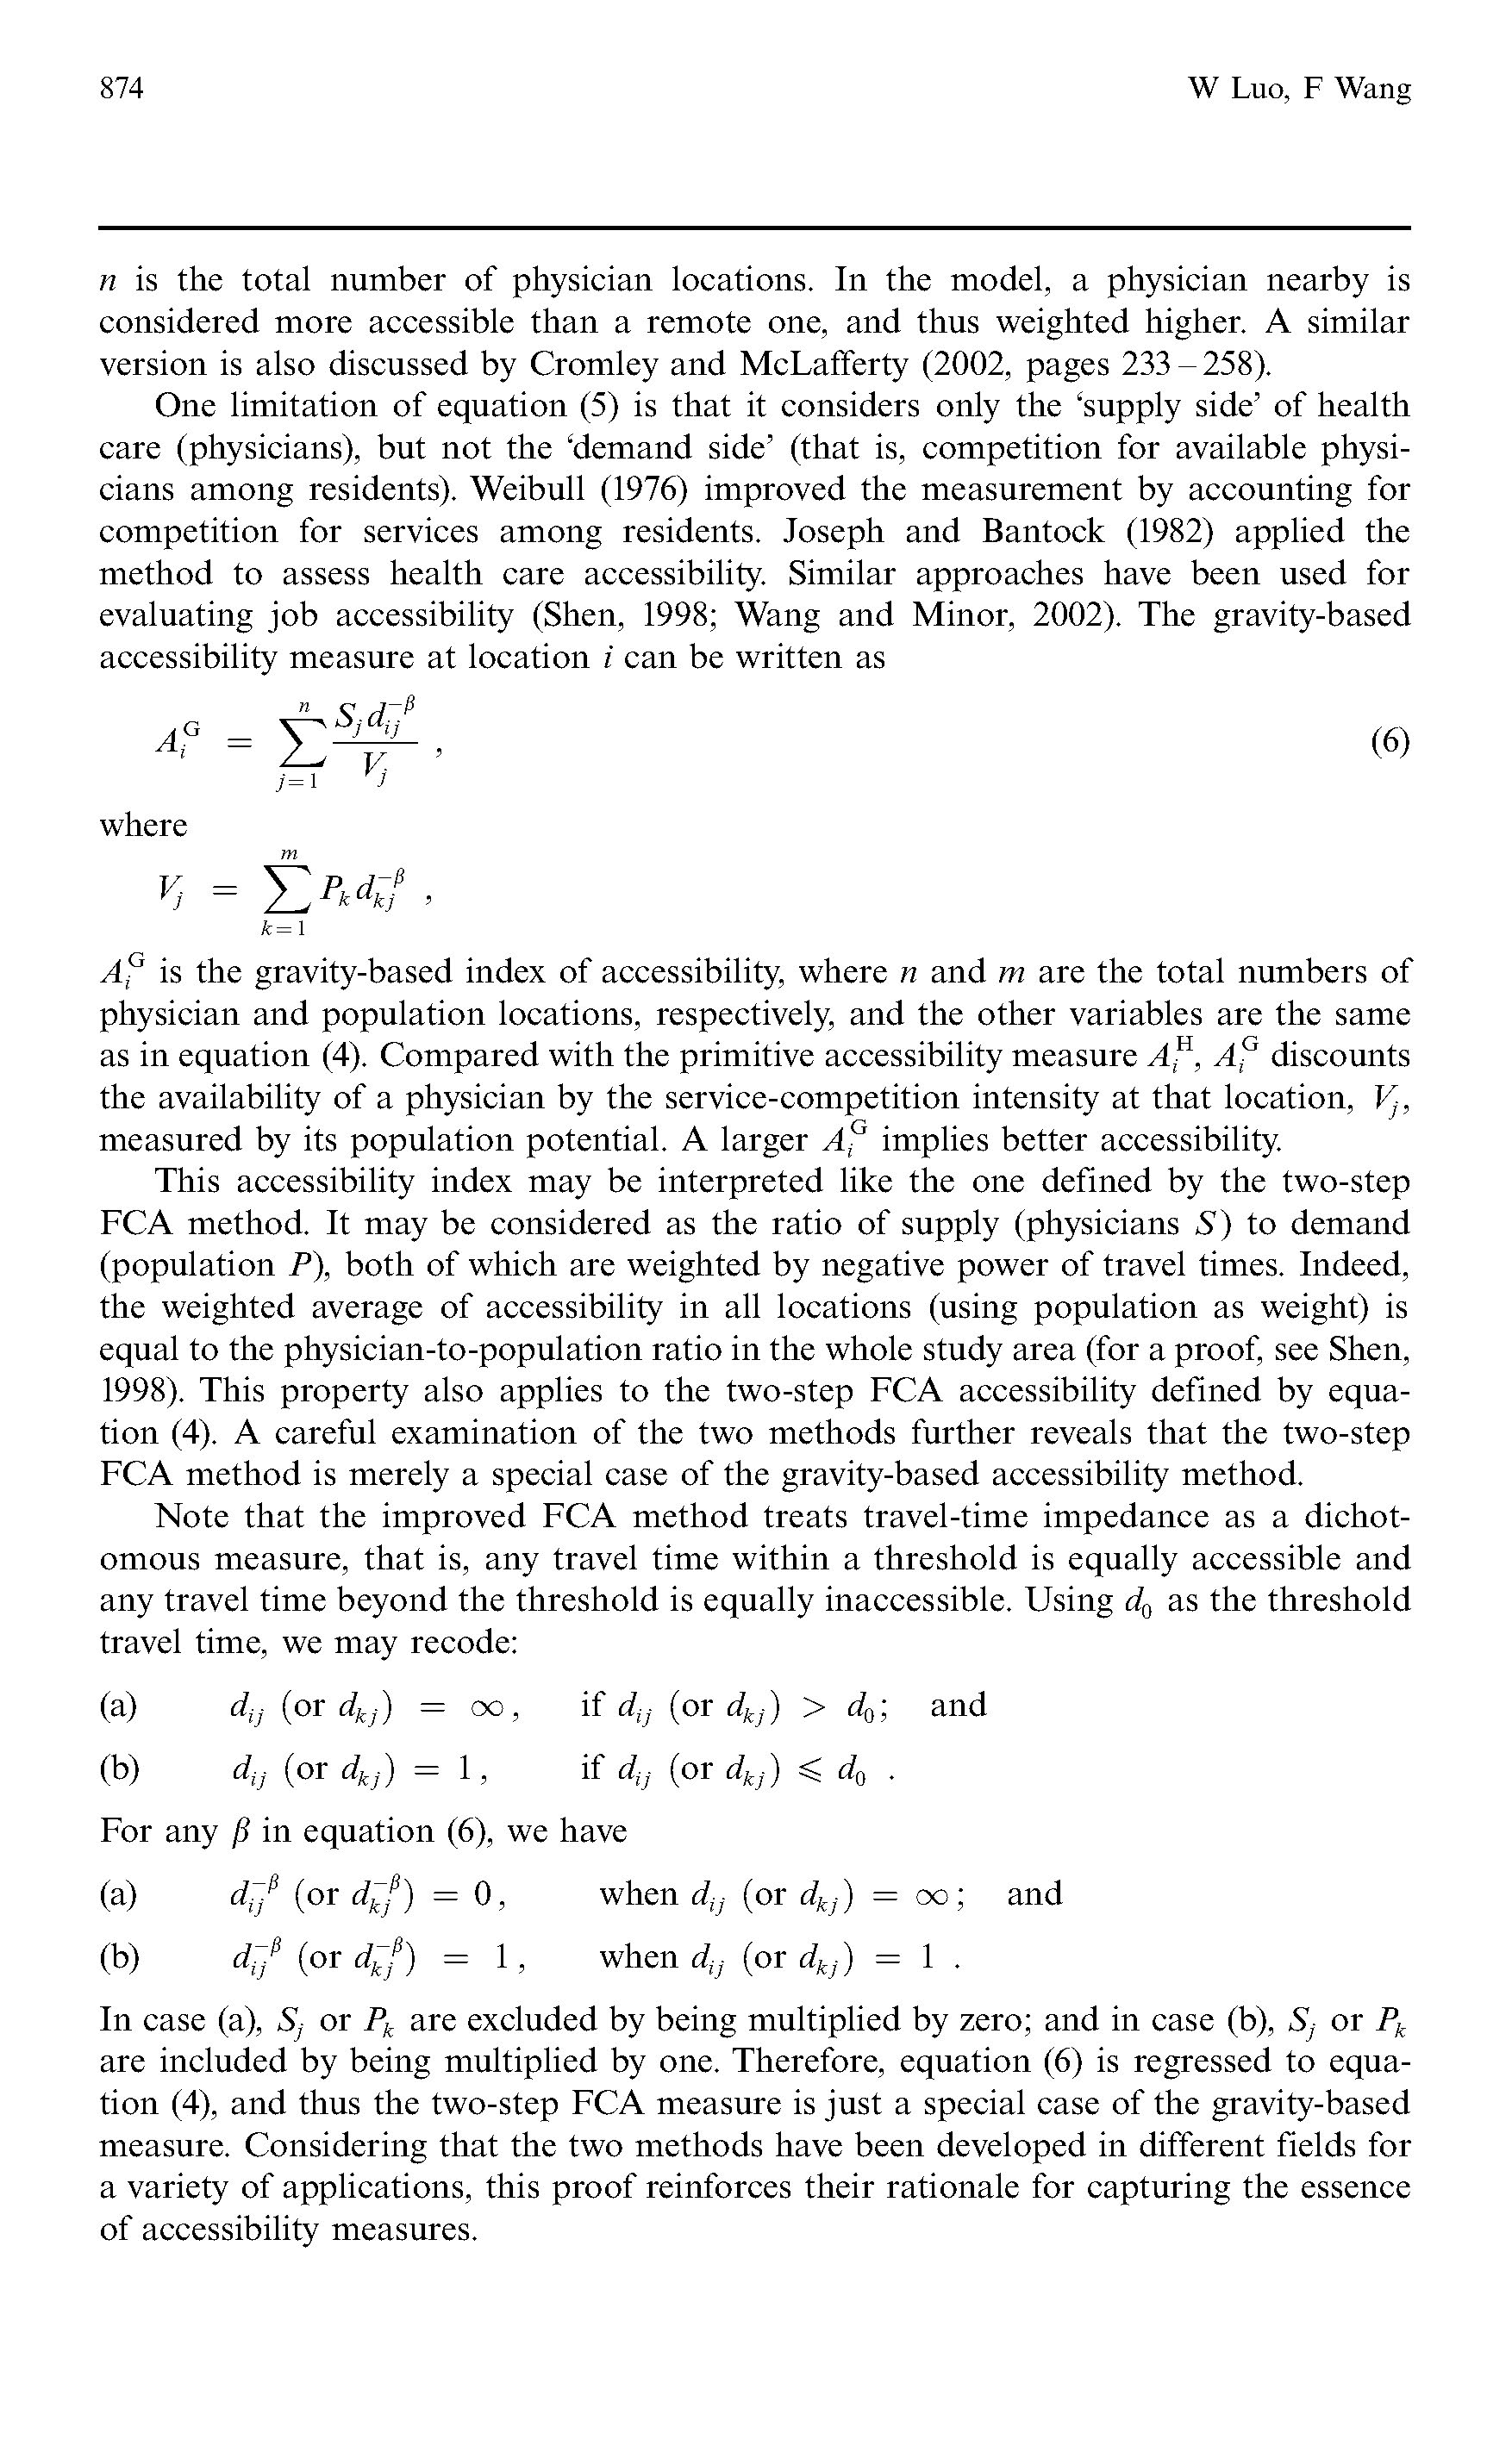 874 W Luo, F Wang
n is the total number of physician locations. In the model, a physician nearby is
considered more accessible than a remote one, and thus weighted higher. A similar
version is also discussed by Cromley and McLafferty (2002, pages 233 – 258).
One limitation of equation (5) is that it considers only the ‘supply side’ of health
care (physicians), but not the ‘demand side’ (that is, competition for available physi-
cians among residents). Weibull (1976) improved the measurement by accounting for
competition for services among residents. Joseph and Bantock (1982) applied the
method to assess health care accessibility. Similar approaches have been used for
evaluating job accessibility (Shen, 1998; Wang and Minor, 2002). The gravity-based
accessibility measure at location i can be written as
A_i^G = \sum_{j=1}^{n} \frac{S_j d_{ij}^{-β}}{V_j} , (6)
where
V_j = \sum_{k=1}^{m} P_k d_{kj}^{-β} ,
A_i^G is the gravity-based index of accessibility, where n and m are the total numbers of
physician and population locations, respectively, and the other variables are the same
as in equation (4). Compared with the primitive accessibility measure A_i^H, A_i^G discounts
the availability of a physician by the service-competition intensity at that location, V_j,
measured by its population potential. A larger A_i^G implies better accessibility.
This accessibility index may be interpreted like the one defined by the two-step
FCA method. It may be considered as the ratio of supply (physicians S) to demand
(population P), both of which are weighted by negative power of travel times. Indeed,
the weighted average of accessibility in all locations (using population as weight) is
equal to the physician-to-population ratio in the whole study area (for a proof, see Shen,
1998). This property also applies to the two-step FCA accessibility defined by equa-
tion (4). A careful examination of the two methods further reveals that the two-step
FCA method is merely a special case of the gravity-based accessibility method.
Note that the improved FCA method treats travel-time impedance as a dichot-
omous measure, that is, any travel time within a threshold is equally accessible and
any travel time beyond the threshold is equally inaccessible. Using d_0 as the threshold
travel time, we may recode:
(a) d_{ij} (or d_{kj}) = ∞, if d_{ij} (or d_{kj}) > d_0; and
(b) d_{ij} (or d_{kj}) = 1, if d_{ij} (or d_{kj}) ⩽ d_0 .
For any β in equation (6), we have
(a) d_{ij}^{-β} (or d_{kj}^{-β}) = 0, when d_{ij} (or d_{kj}) = ∞; and
(b) d_{ij}^{-β} (or d_{kj}^{-β}) = 1, when d_{ij} (or d_{kj}) = 1 .
In case (a), S_j or P_k are excluded by being multiplied by zero; and in case (b), S_j or P_k
are included by being multiplied by one. Therefore, equation (6) is regressed to equa-
tion (4), and thus the two-step FCA measure is just a special case of the gravity-based
measure. Considering that the two methods have been developed in different fields for
a variety of applications, this proof reinforces their rationale for capturing the essence
of accessibility measures.